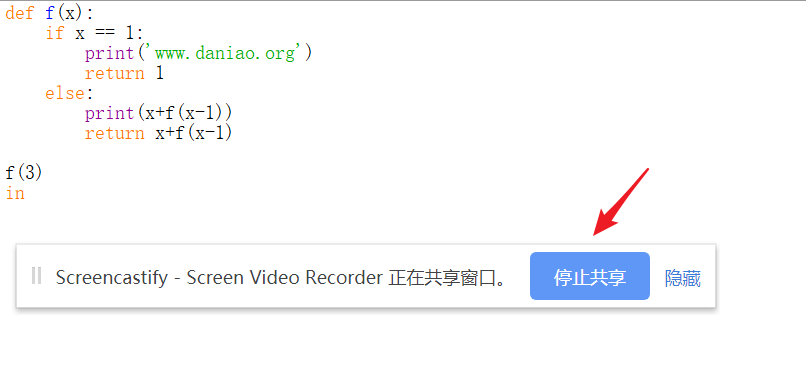 def f(x):
    if x == 1:
        print('www.daniao.org')
        return 1
    else:
        print(x+f(x-1))
        return x+f(x-1)
f(3)
in
Screencastify - Screen Video Recorder 正在共享窗口。 停止共享 隐藏